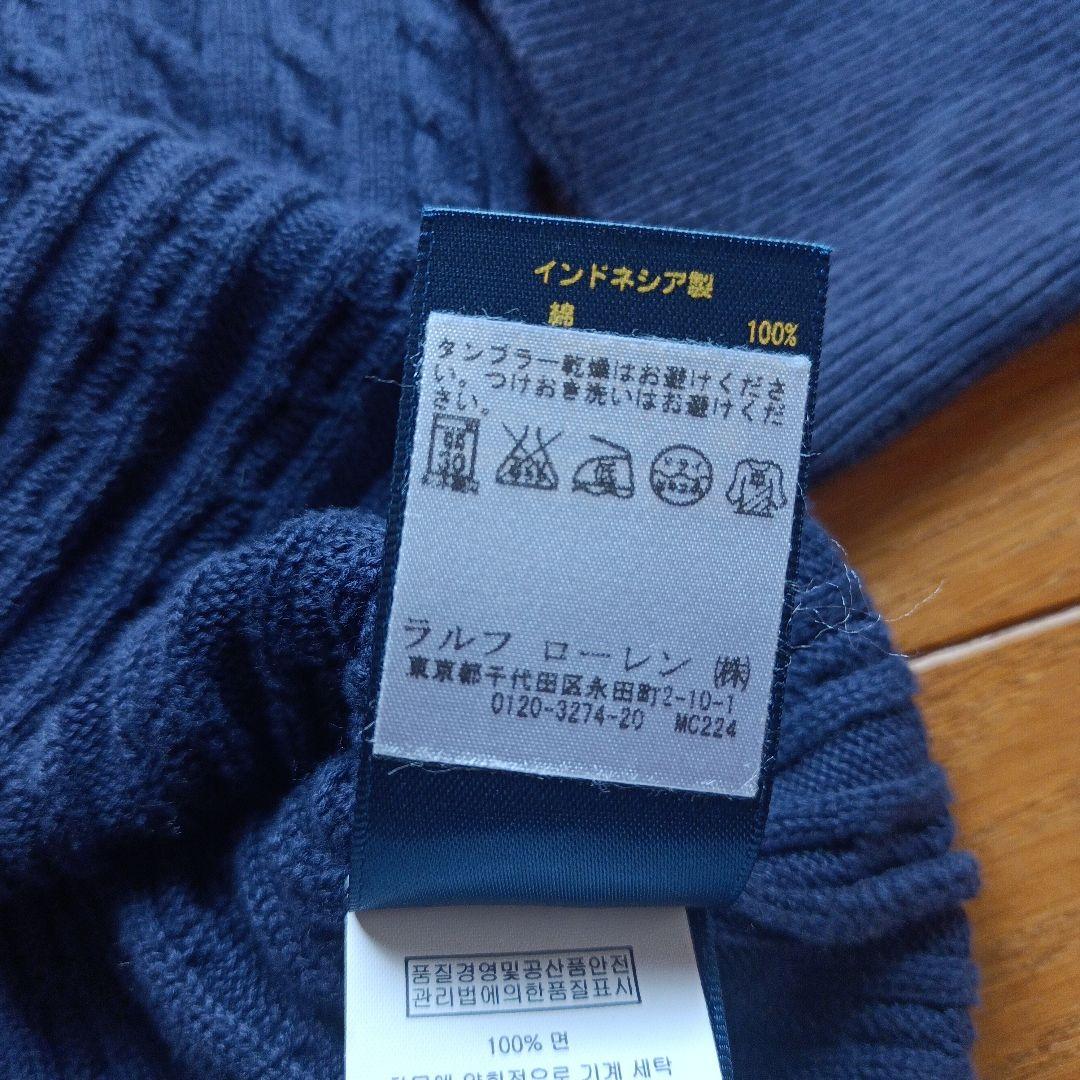 インドネシア製
綿 100%
タンブラー乾燥はお避けくださ
い。つけおき洗いはお避けくだ
さい。
ラルフ ローレン ㈱
東京都千代田区永田町2-10-1
0120-3274-20 MC224
품질경영및공산품안전
관리법에의한품질표시
100% 면